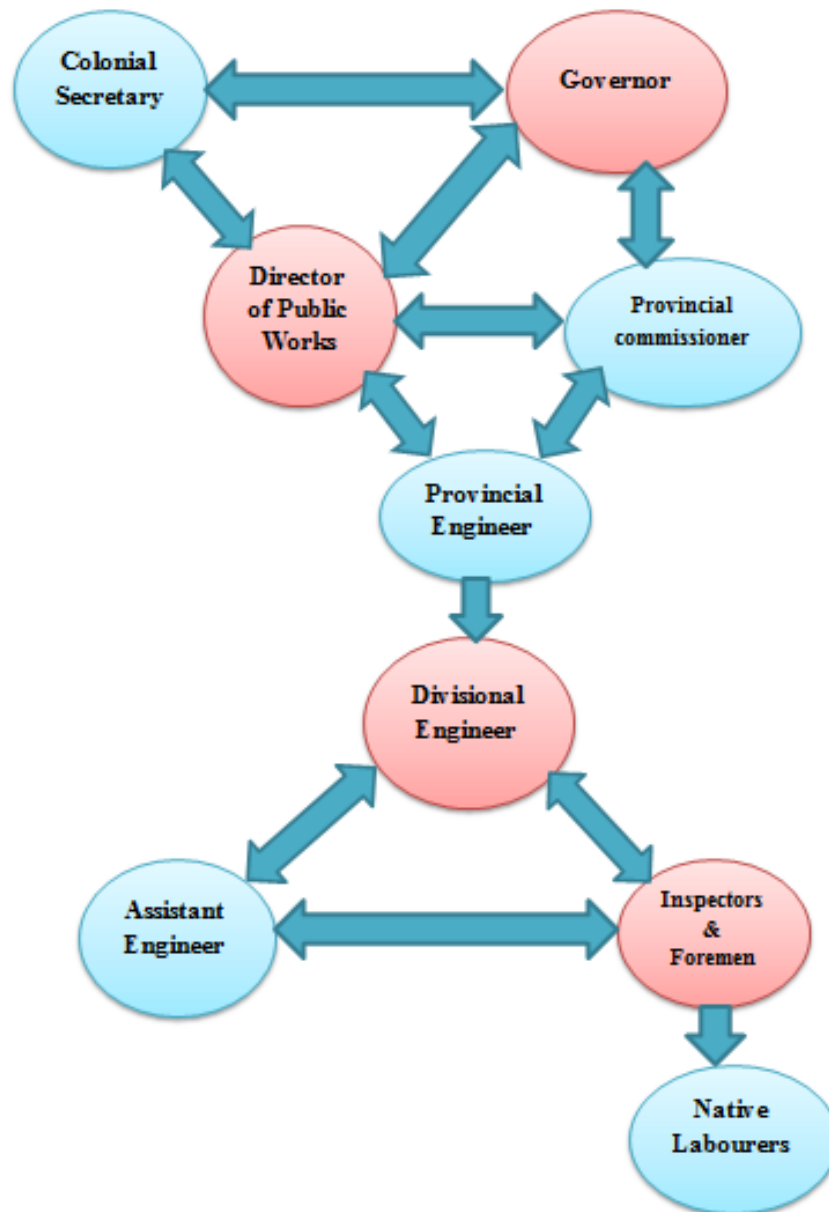 Colonial
Secretary
Governor
Director
of Public
Works
Provincial
commissioner
Provincial
Engineer
Divisional
Engineer
Assistant
Engineer
Inspectors
&
Foremen
Native
Labourers